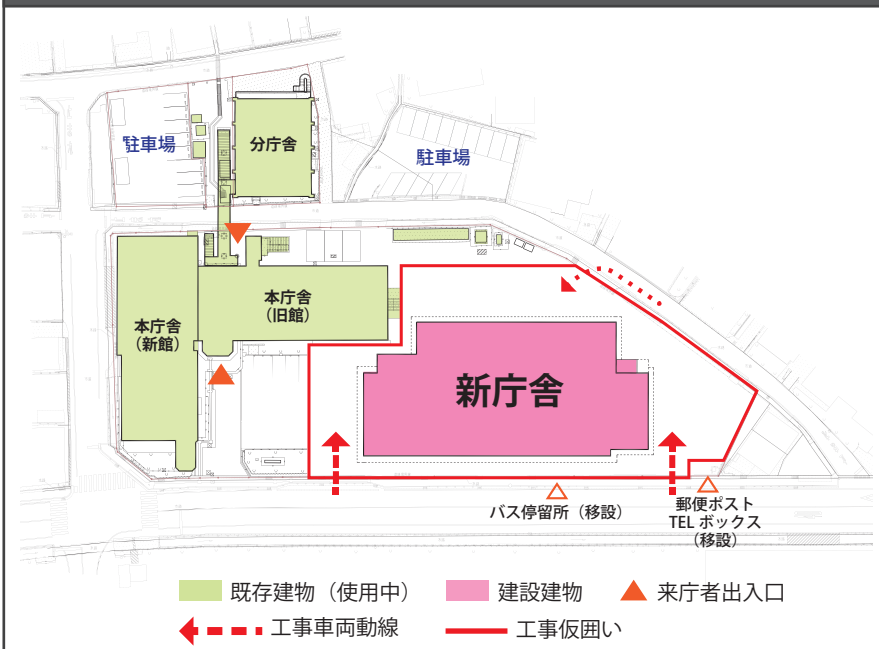 駐車場
分庁舎
駐車場
本庁舎
（旧館）
本庁舎
（新館）
新庁舎
バス停留所（移設）
郵便ポスト
TEL ボックス
（移設）
既存建物（使用中）
建設建物
来庁者出入口
工事車両動線
工事仮囲い